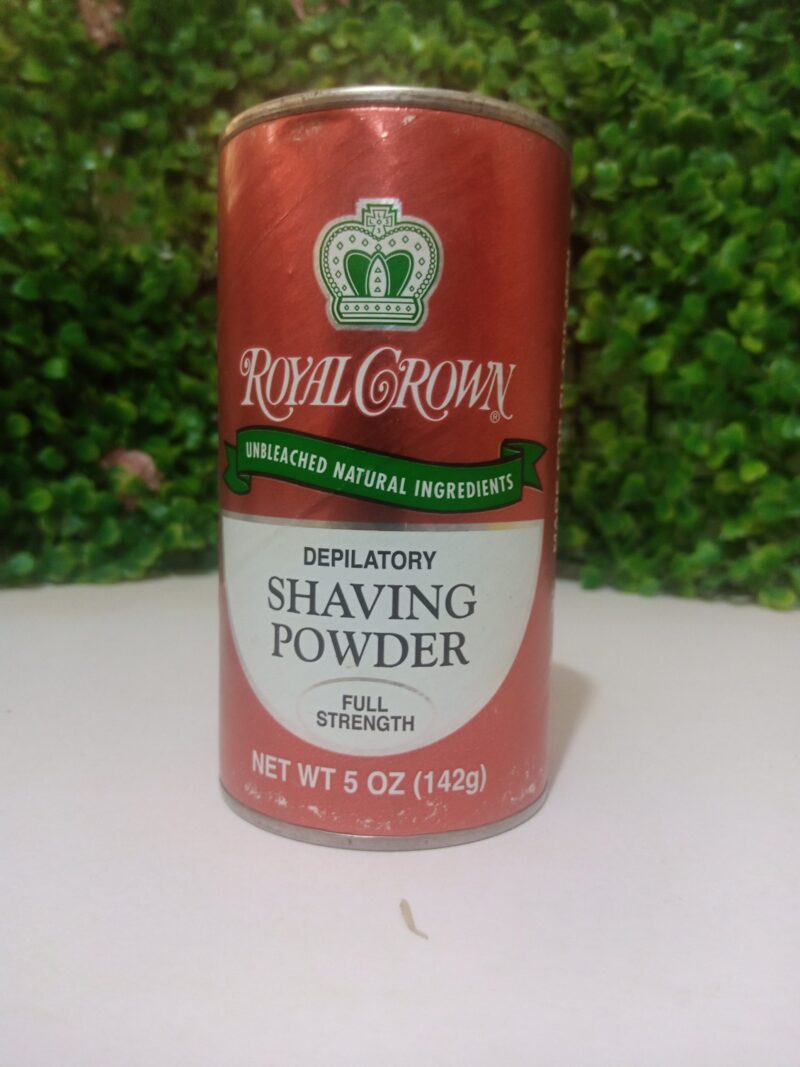 ROYAL CROWN®
UNBLEACHED NATURAL INGREDIENTS
DEPILATORY
SHAVING
POWDER
FULL
STRENGTH
NET WT 5 OZ (142g)